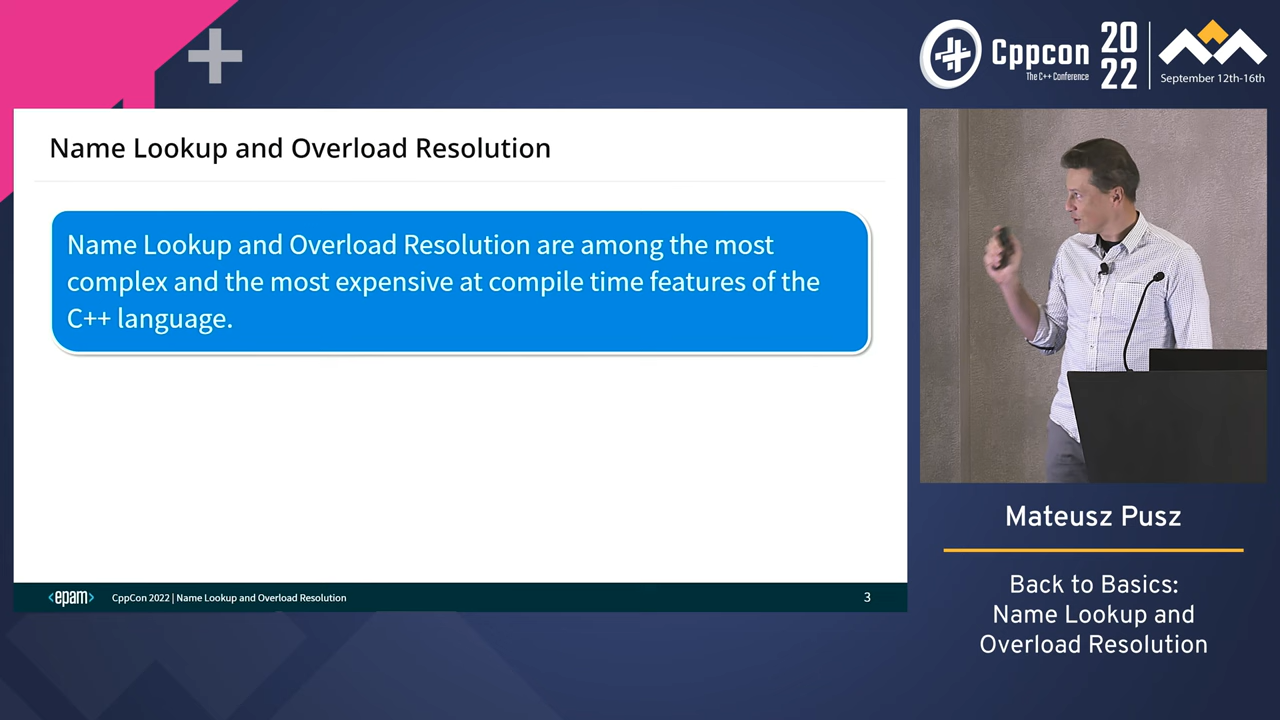 Cppcon
The C++ Conference
20
22
September 12th-16th
Name Lookup and Overload Resolution
Name Lookup and Overload Resolution are among the most
complex and the most expensive at compile time features of the
C++ language.
<epam>
CppCon 2022 | Name Lookup and Overload Resolution
3
Mateusz Pusz
Back to Basics:
Name Lookup and
Overload Resolution